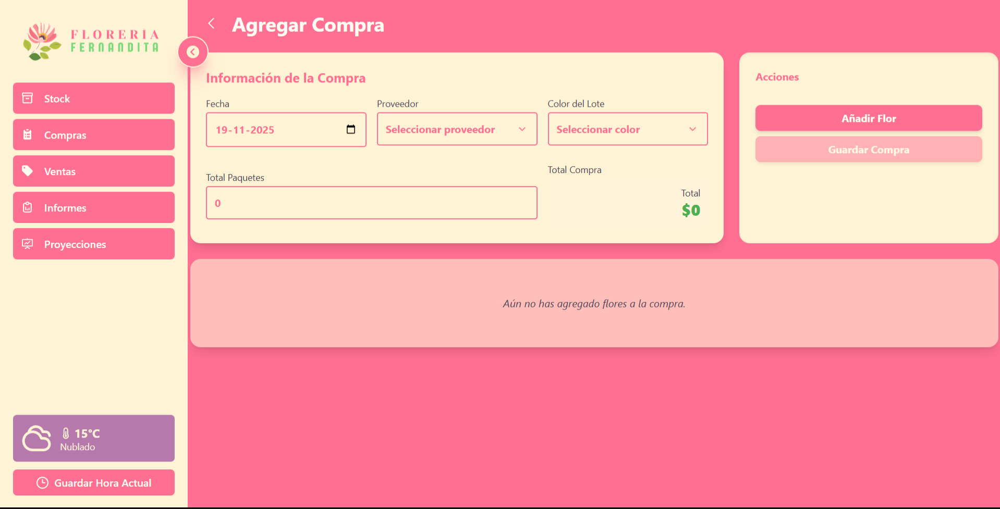 FLORERÍA
FERNANDITA
Stock
Compras
Ventas
Informes
Proyecciones
15°C
Nublado
Guardar Hora Actual
Agregar Compra
Información de la Compra
Fecha
Proveedor
Color del Lote
19-11-2025
Seleccionar proveedor
Seleccionar color
Total Paquetes
0
Total Compra
Total
$0
Acciones
Añadir Flor
Guardar Compra
Aún no has agregado flores a la compra.